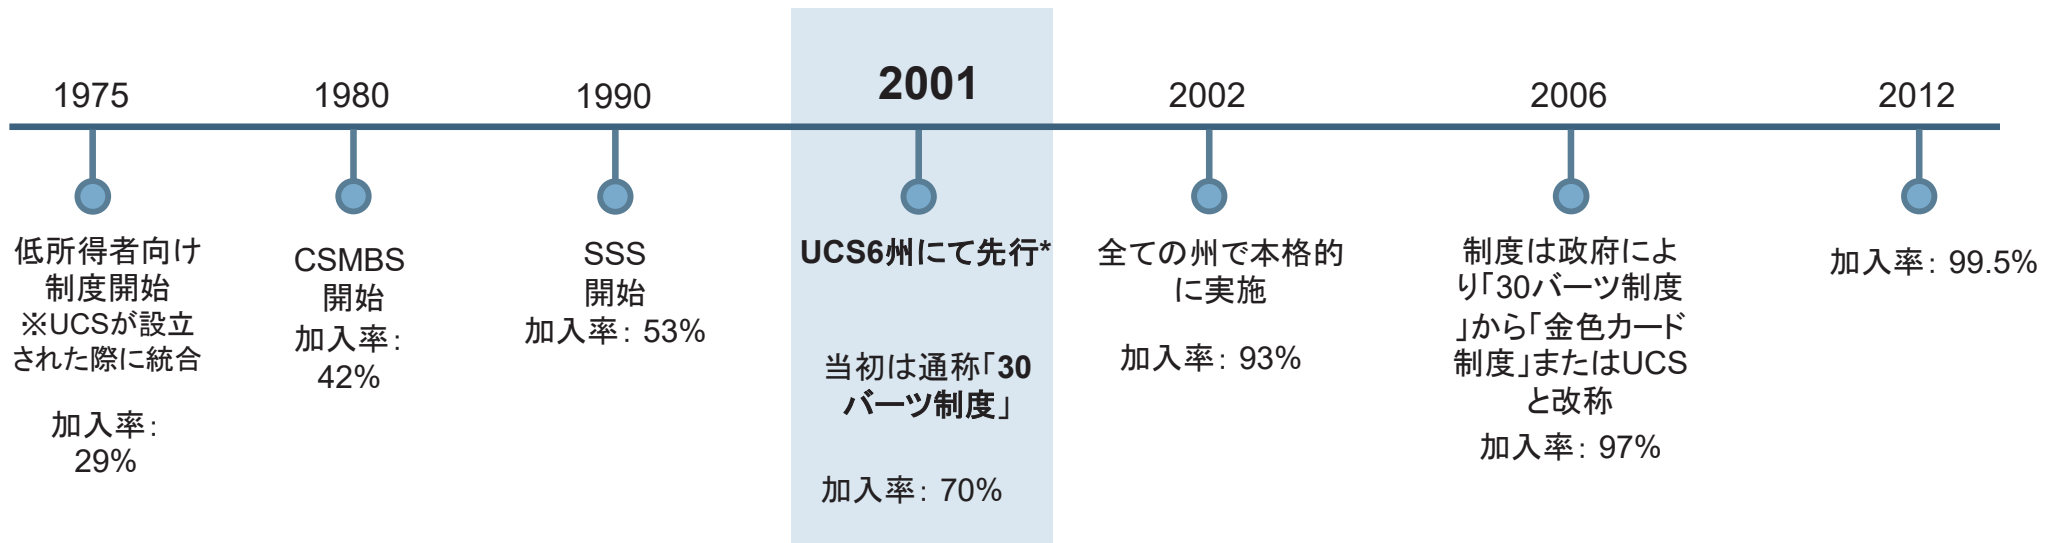 1975
低所得者向け
制度開始
※UCSが設立
された際に統合
加入率：
29%
1980
CSMBS
開始
加入率：
42%
1990
SSS
開始
加入率：53%
2001
UCS6州にて先行*
当初は通称「30
バーツ制度」
加入率：70%
2002
全ての州で本格的
に実施
加入率：93%
2006
制度は政府によ
り「30バーツ制度
」から「金色カード
制度」またはUCS
と改称
加入率：97%
2012
加入率：99.5%